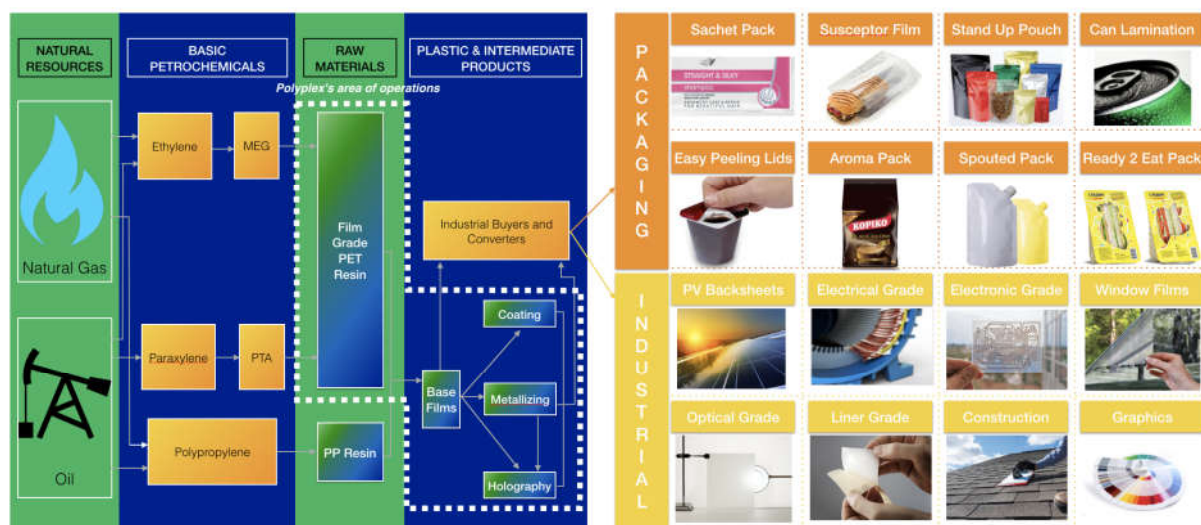 NATURAL
RESOURCES
BASIC
PETROCHEMICALS
RAW
MATERIALS
PLASTIC & INTERMEDIATE
PRODUCTS
Polyplex's area of operations
Natural Gas
Oil
Ethylene
MEG
Paraxylene
PTA
Polypropylene
Film
Grade
PET
Resin
PP Resin
Industrial Buyers and
Converters
Base
Films
Coating
Metallizing
Holography
PACKAGING
Sachet Pack
Susceptor Film
Stand Up Pouch
Can Lamination
STRAIGHT & SILKY
Easy Peeling Lids
Aroma Pack
Spouted Pack
Ready 2 Eat Pack
KOPIKO
INDUSTRIAL
PV Backsheets
Electrical Grade
Electronic Grade
Window Films
Optical Grade
Liner Grade
Construction
Graphics